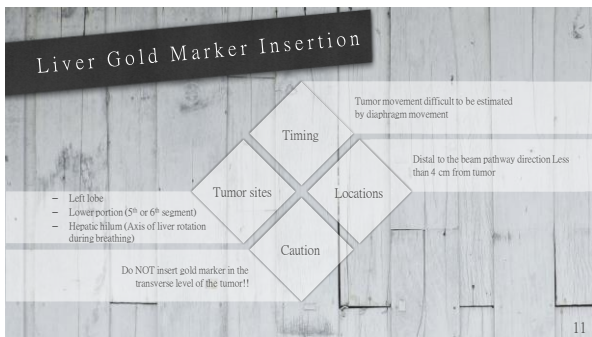 Liver Gold Marker Insertion
Timing
Tumor movement difficult to be estimated
by diaphragm movement
Locations
Distal to the beam pathway direction Less
than 4 cm from tumor
Tumor sites
– Left lobe
– Lower portion (5th or 6th segment)
– Hepatic hilum (Axis of liver rotation
during breathing)
Caution
Do NOT insert gold marker in the
transverse level of the tumor!!
11